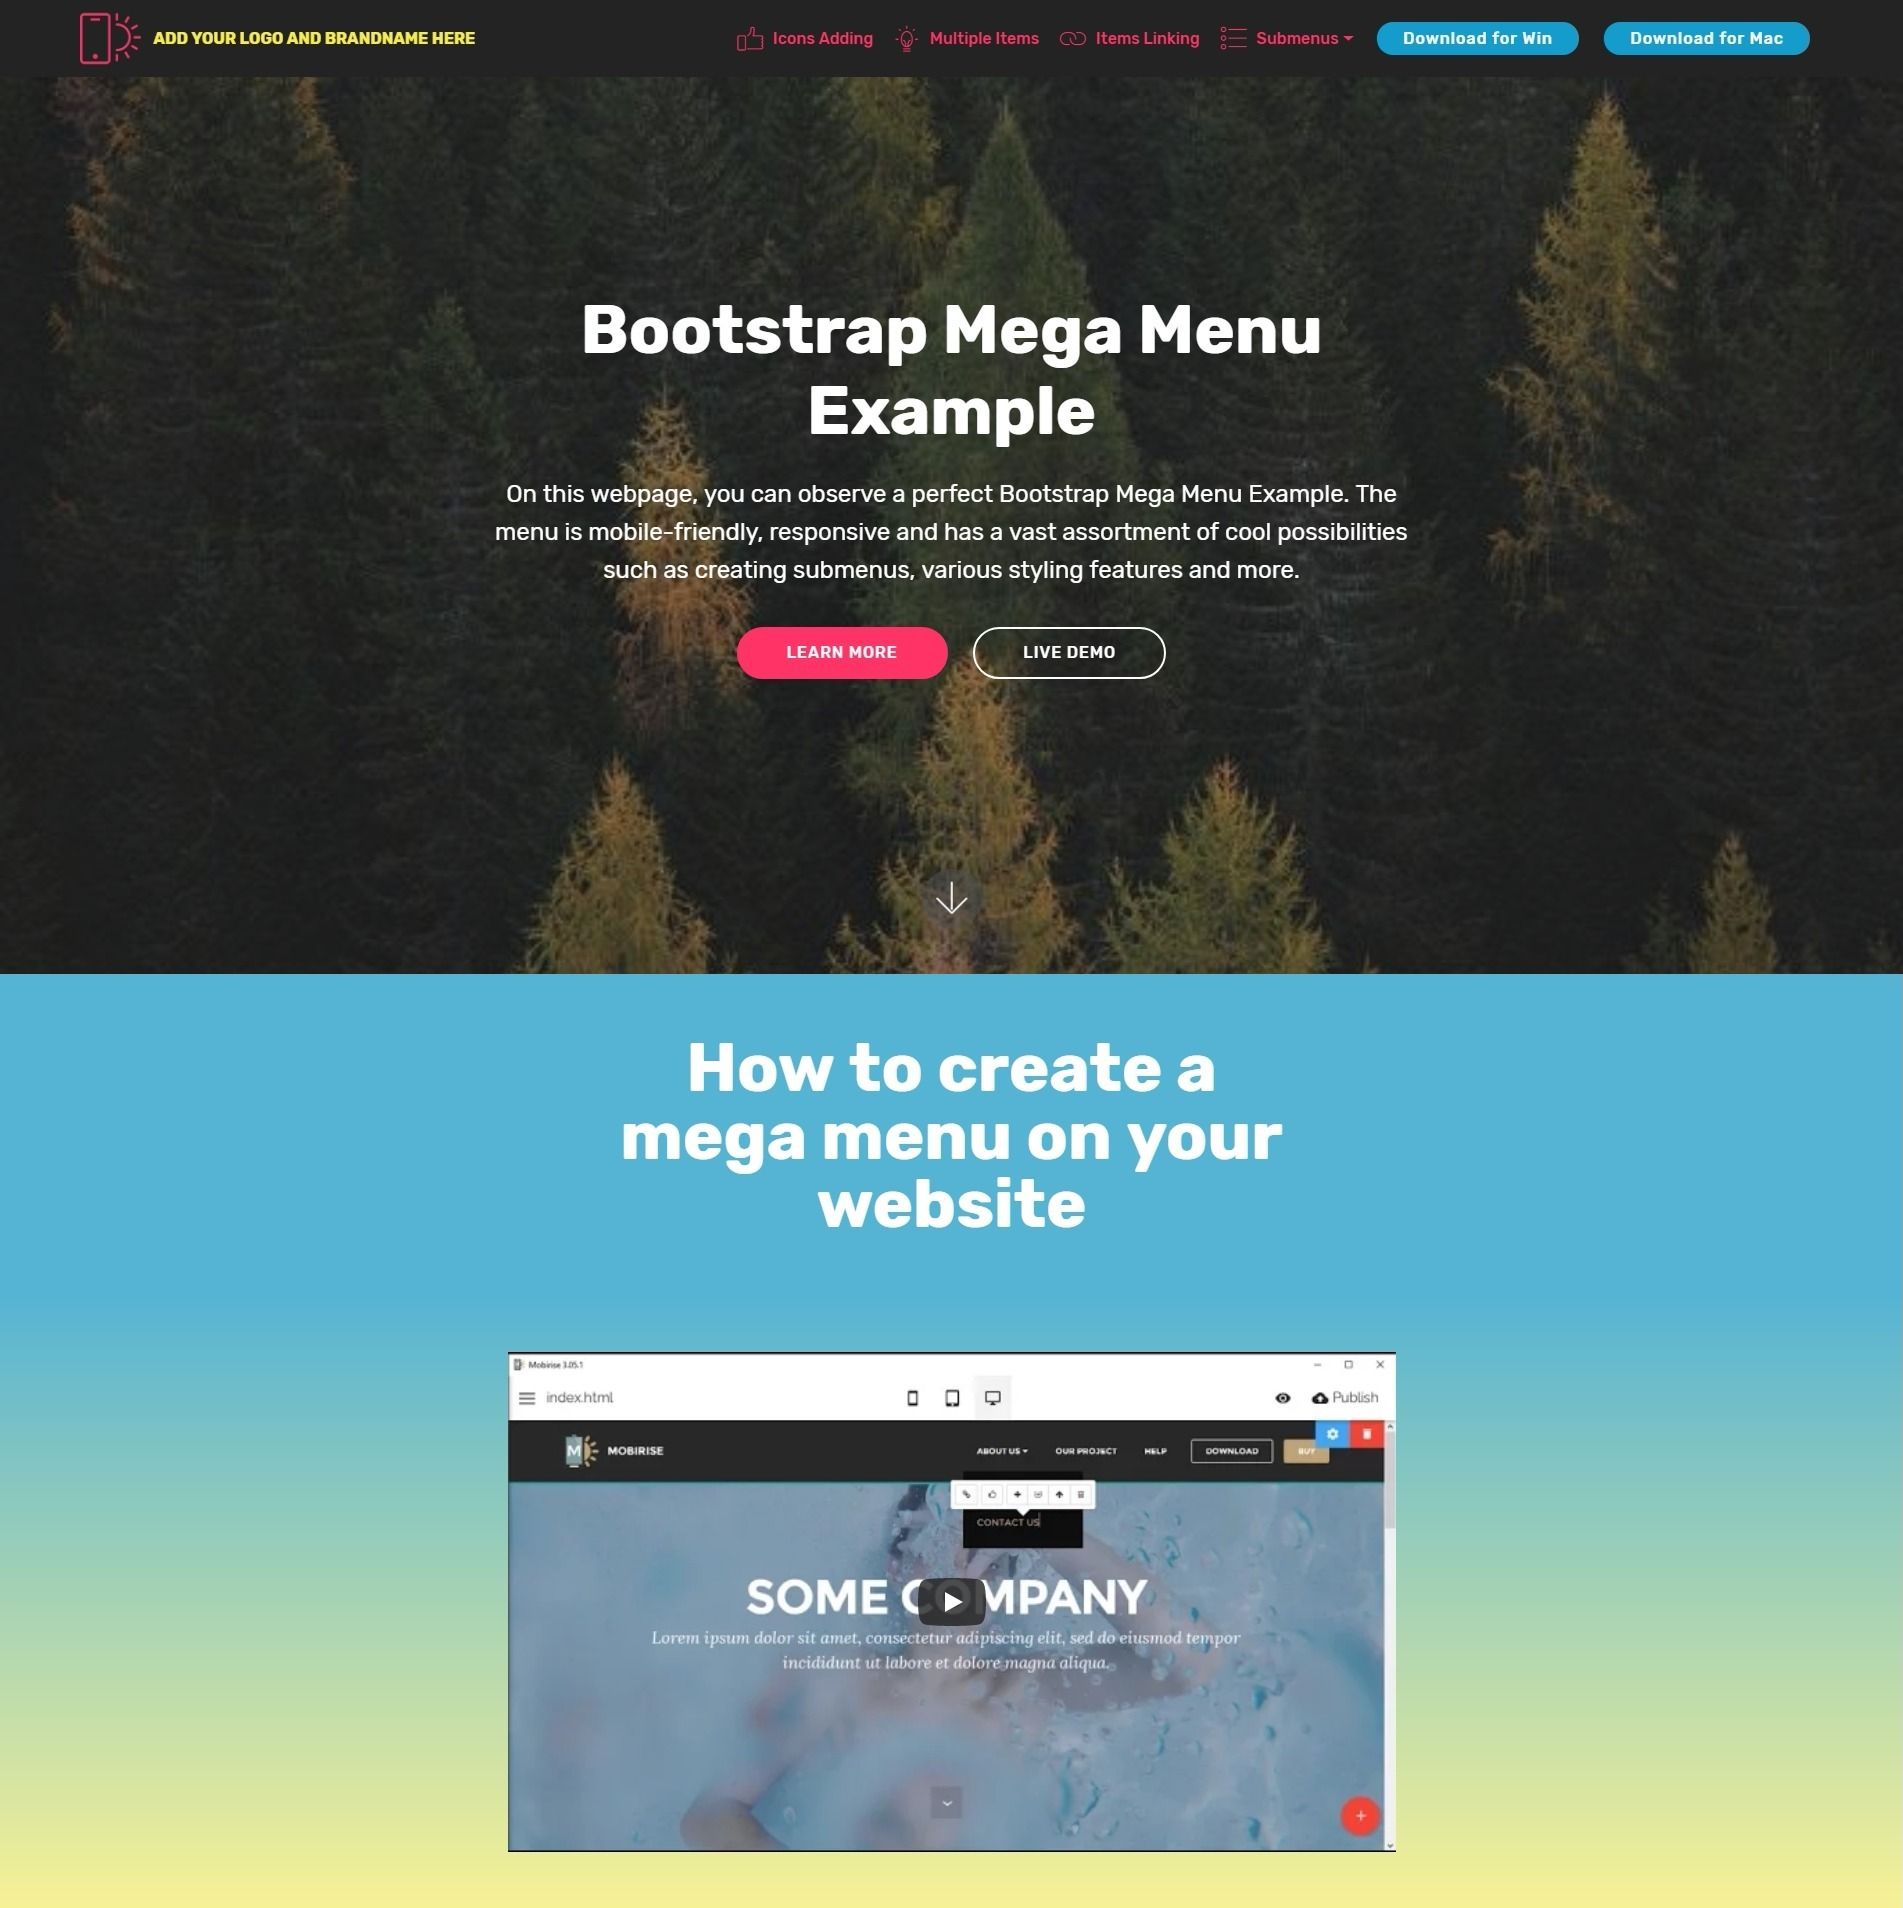 ADD YOUR LOGO AND BRANDNAME HERE
Icons Adding
Multiple Items
Items Linking
Submenus
Download for Win
Download for Mac
Bootstrap Mega Menu
Example
On this webpage, you can observe a perfect Bootstrap Mega Menu Example. The
menu is mobile-friendly, responsive and has a vast assortment of cool possibilities
such as creating submenus, various styling features and more.
LEARN MORE
LIVE DEMO
How to create a
mega menu on your
website
Mobirise 3.05.1
index.html
Publish
M
MOBIRISE
ABOUT US
OUR PROJECT
HELP
DOWNLOAD
BUY
CONTACT US
SOME COMPANY
Lorem ipsum dolor sit amet, consectetur adipiscing elit, sed do eiusmod tempor
incididunt ut labore et dolore magna aliqua.